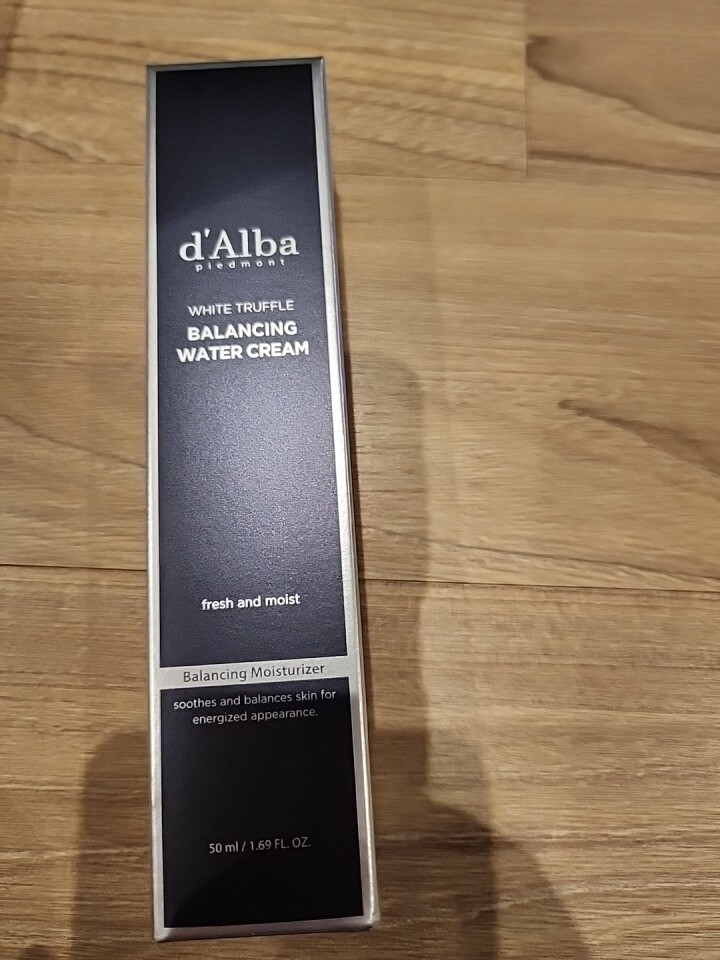 d'Alba
piedmont
WHITE TRUFFLE
BALANCING
WATER CREAM
fresh and moist
Balancing Moisturizer
soothes and balances skin for
energized appearance.
50 ml / 1.69 FL. OZ.